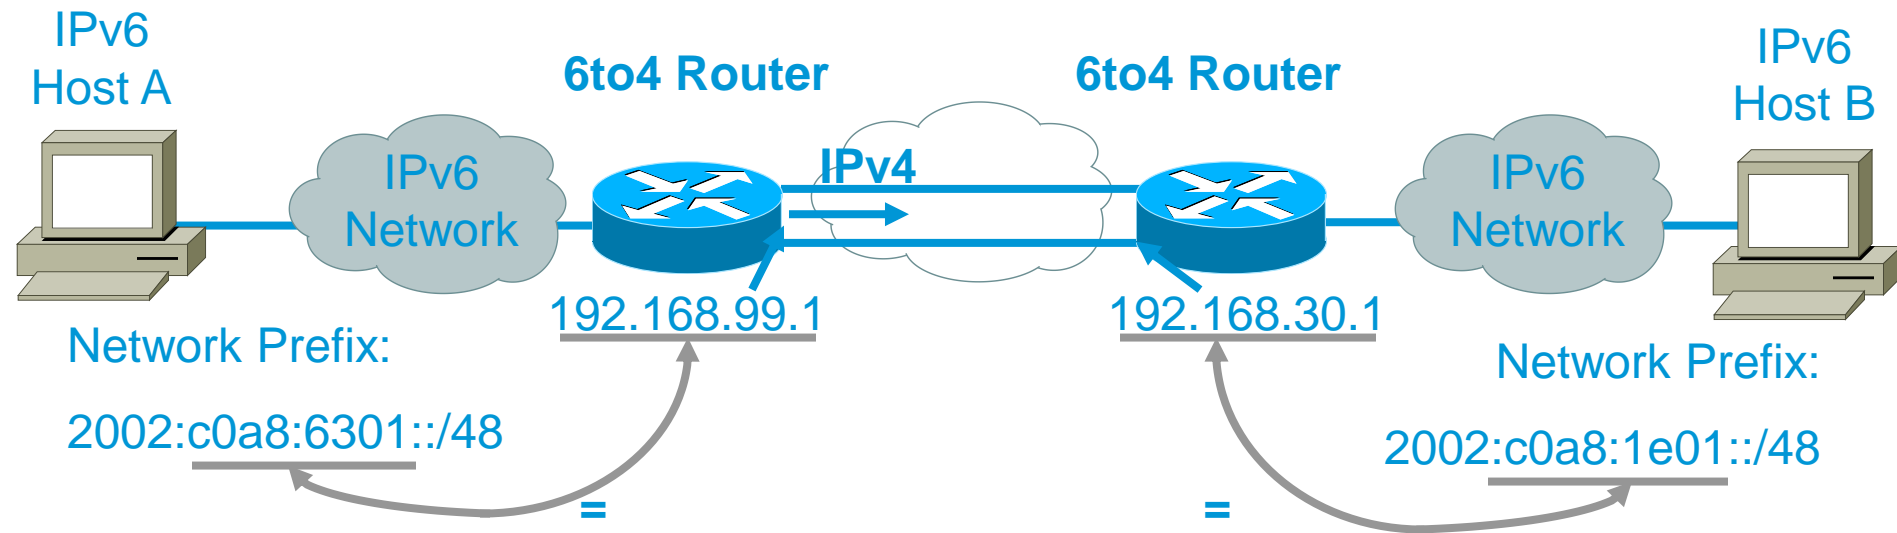 IPv6
Host A
6to4 Router
6to4 Router
IPv6
Host B
IPv6
Network
IPv4
IPv6
Network
192.168.99.1
192.168.30.1
Network Prefix:
2002:c0a8:6301::/48
Network Prefix:
2002:c0a8:1e01::/48
=
=